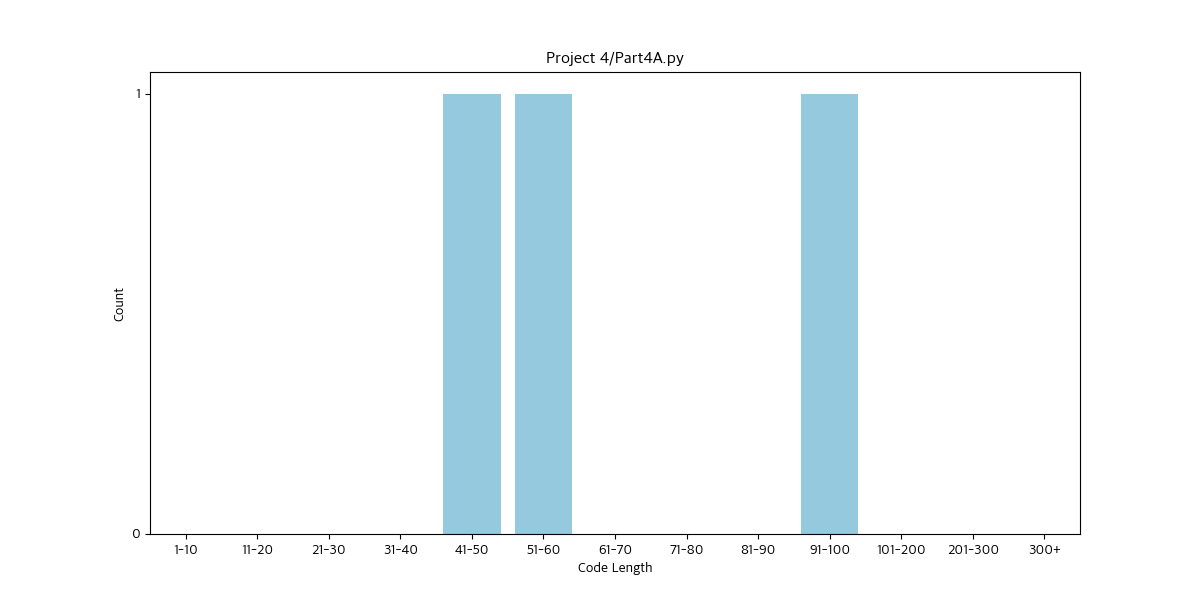 Project 4/Part4A.py
Count
1
0
1-10 11-20 21-30 31-40 41-50 51-60 61-70 71-80 81-90 91-100 101-200 201-300 300+
Code Length